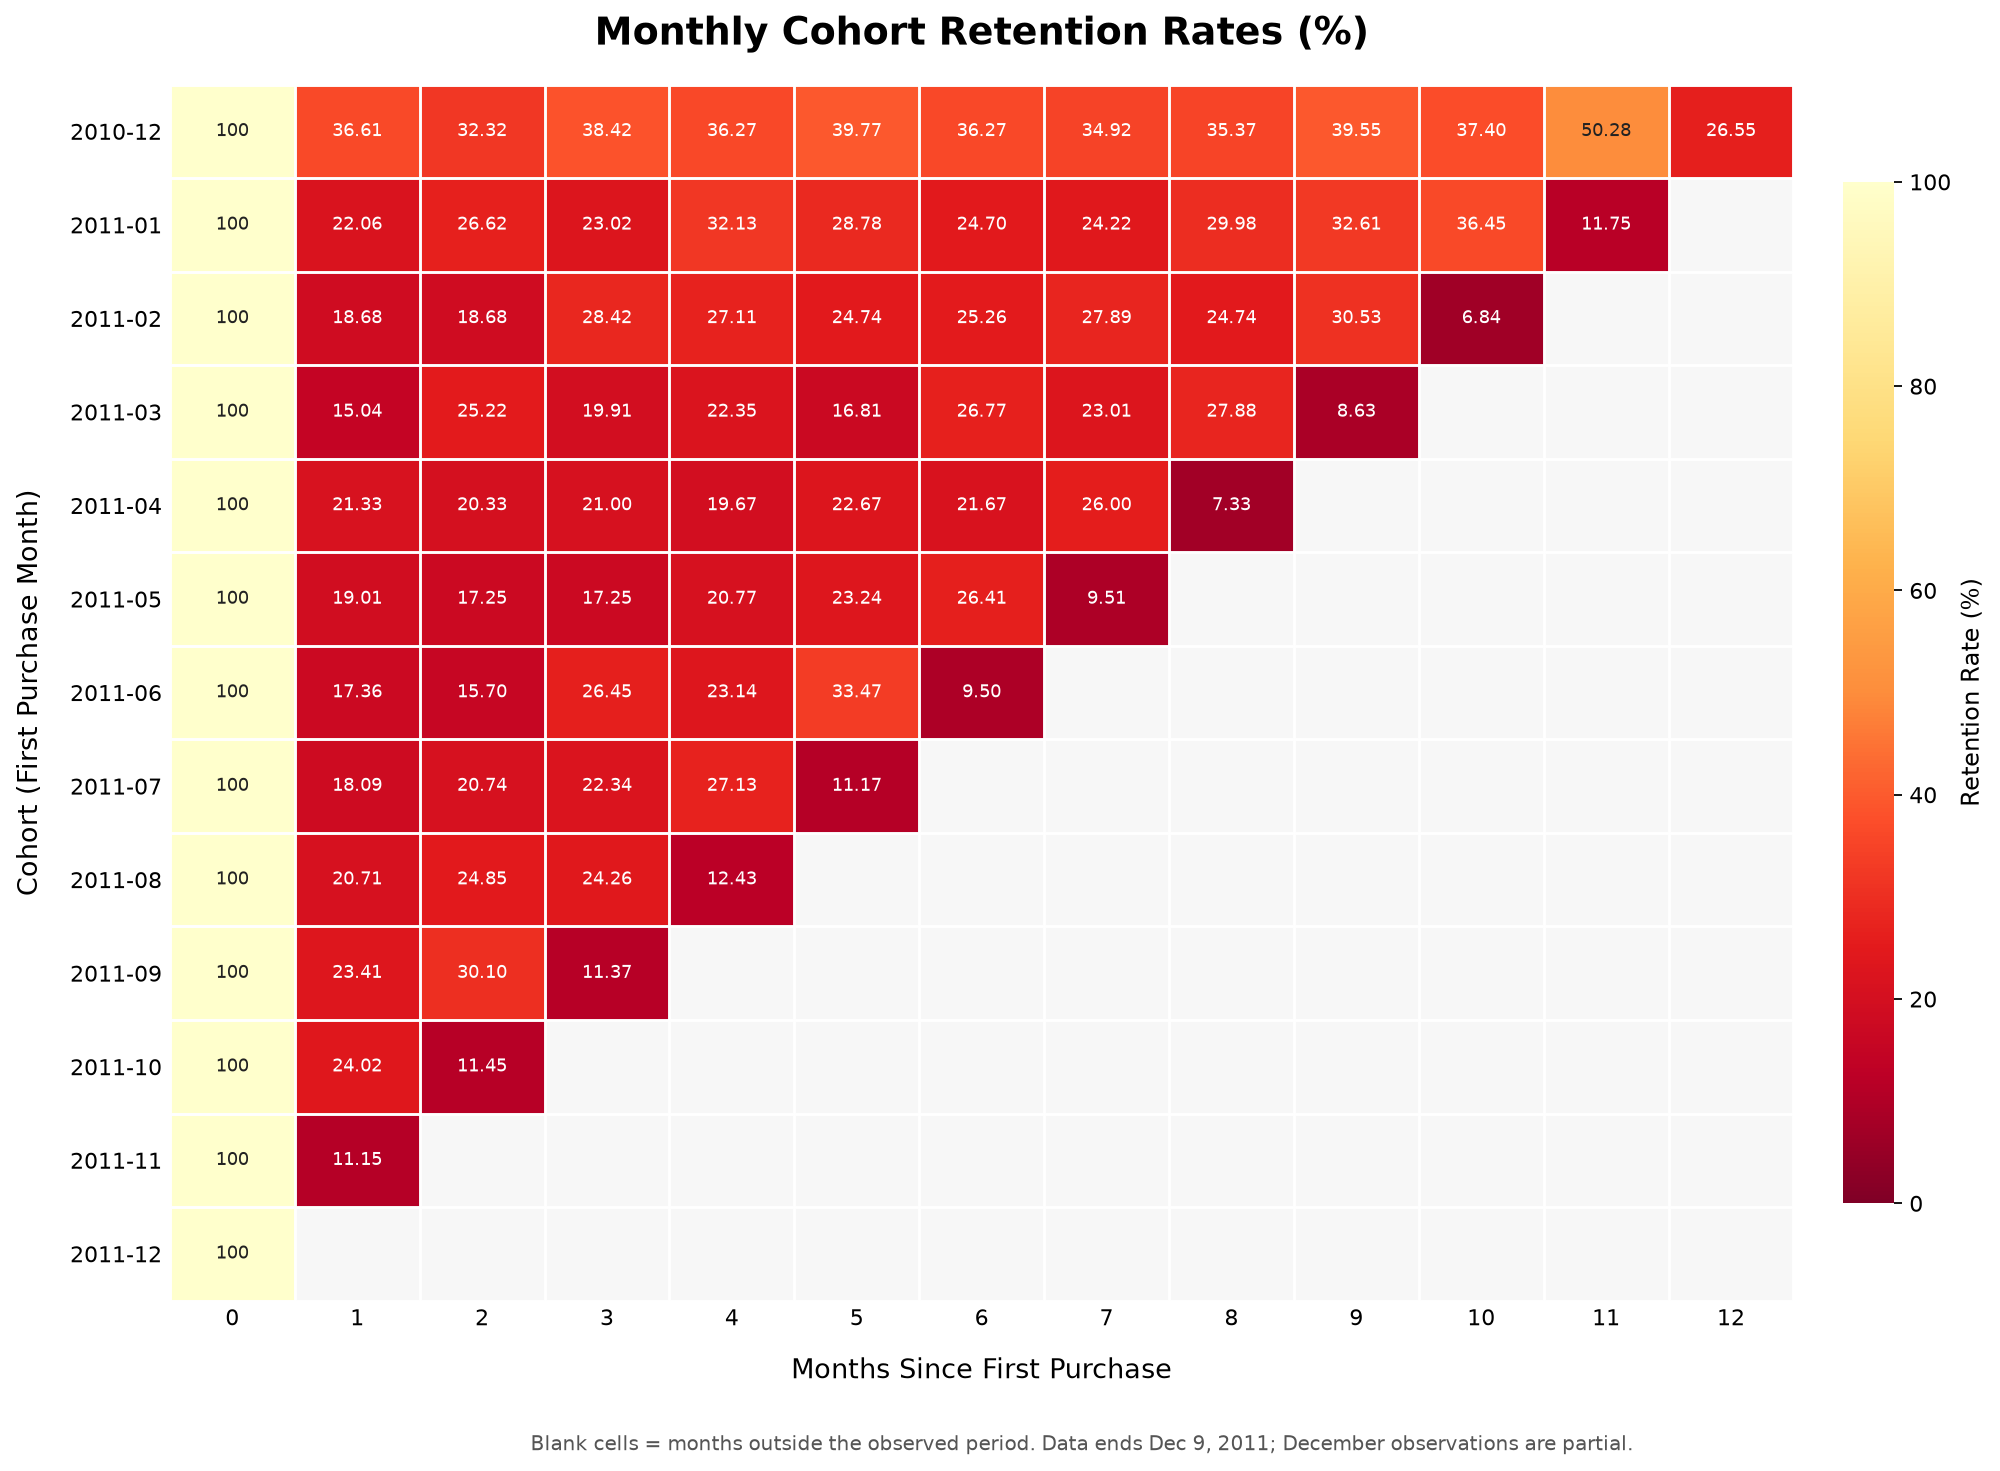 Monthly Cohort Retention Rates (%)
2010-12 100 36.61 32.32 38.42 36.27 39.77 36.27 34.92 35.37 39.55 37.40 50.28 26.55
2011-01 100 22.06 26.62 23.02 32.13 28.78 24.70 24.22 29.98 32.61 36.45 11.75
2011-02 100 18.68 18.68 28.42 27.11 24.74 25.26 27.89 24.74 30.53 6.84
2011-03 100 15.04 25.22 19.91 22.35 16.81 26.77 23.01 27.88 8.63
2011-04 100 21.33 20.33 21.00 19.67 22.67 21.67 26.00 7.33
2011-05 100 19.01 17.25 17.25 20.77 23.24 26.41 9.51
2011-06 100 17.36 15.70 26.45 23.14 33.47 9.50
2011-07 100 18.09 20.74 22.34 27.13 11.17
2011-08 100 20.71 24.85 24.26 12.43
2011-09 100 23.41 30.10 11.37
2011-10 100 24.02 11.45
2011-11 100 11.15
2011-12 100
0 1 2 3 4 5 6 7 8 9 10 11 12
Months Since First Purchase
Cohort (First Purchase Month)
100
80
60
40
20
0
Retention Rate (%)
Blank cells = months outside the observed period. Data ends Dec 9, 2011; December observations are partial.